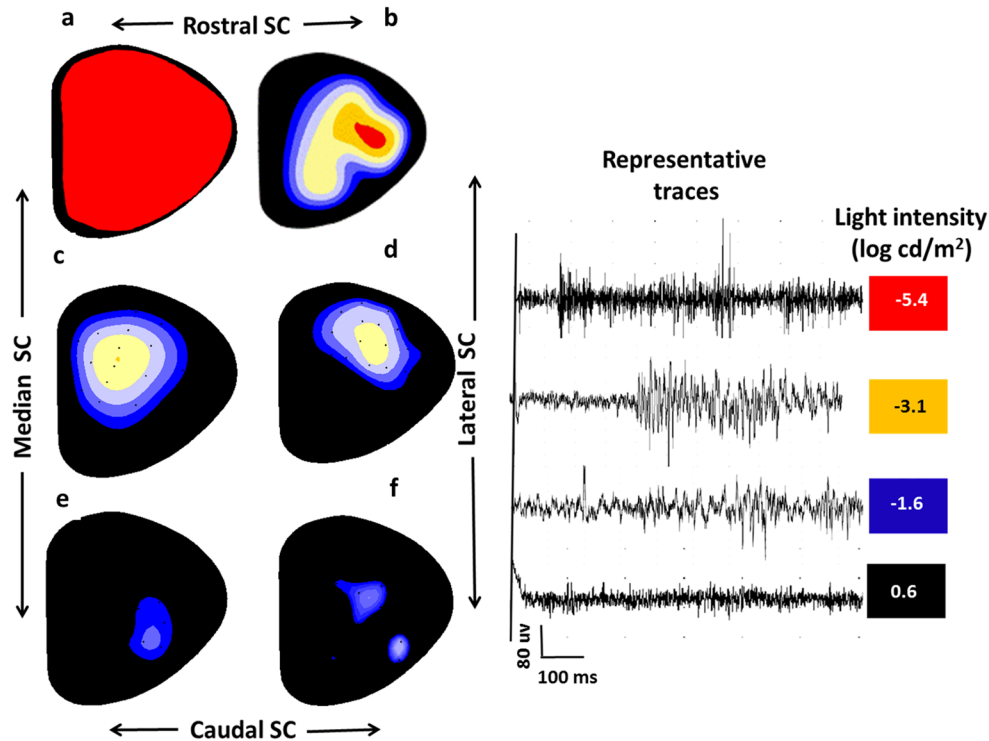 a
Rostral SC
b
Representative
traces
Light intensity
(log cd/m²)
c
d
-5.4
Median SC
Lateral SC
-3.1
e
f
-1.6
0.6
80 uv
100 ms
Caudal SC